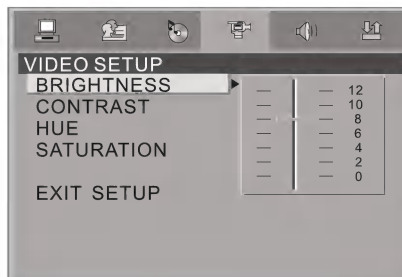 VIDEO SETUP
BRIGHTNESS
CONTRAST
HUE
SATURATION
EXIT SETUP
12
10
8
6
4
2
0